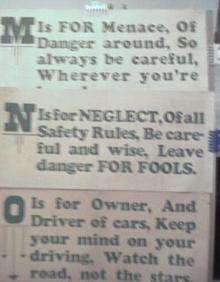 M Is FOR Menace, Of
Danger around, So
always be careful,
Wherever you're
N Is for NEGLECT, Of all
Safety Rules, Be care-
ful and wise, Leave
danger FOR FOOLS.
O Is for Owner, And
Driver of cars, Keep
your mind on your
driving, Watch the
road, not the stars.